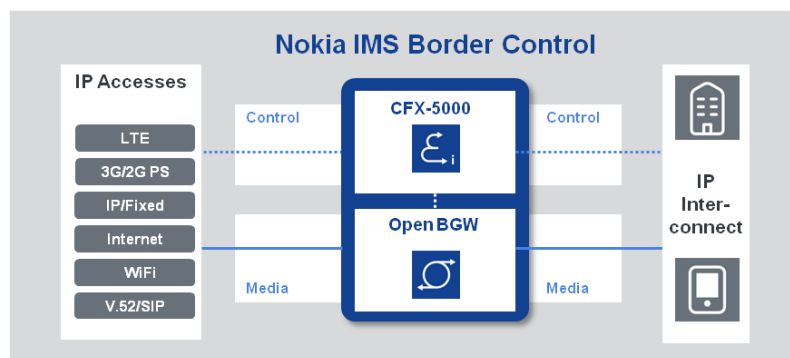 Nokia IMS Border Control
IP Accesses
LTE
3G/2G PS
IP/Fixed
Internet
WiFi
V.52/SIP
Control
Media
CFX-5000
i
Open BGW
Control
Media
IP
Inter-
connect